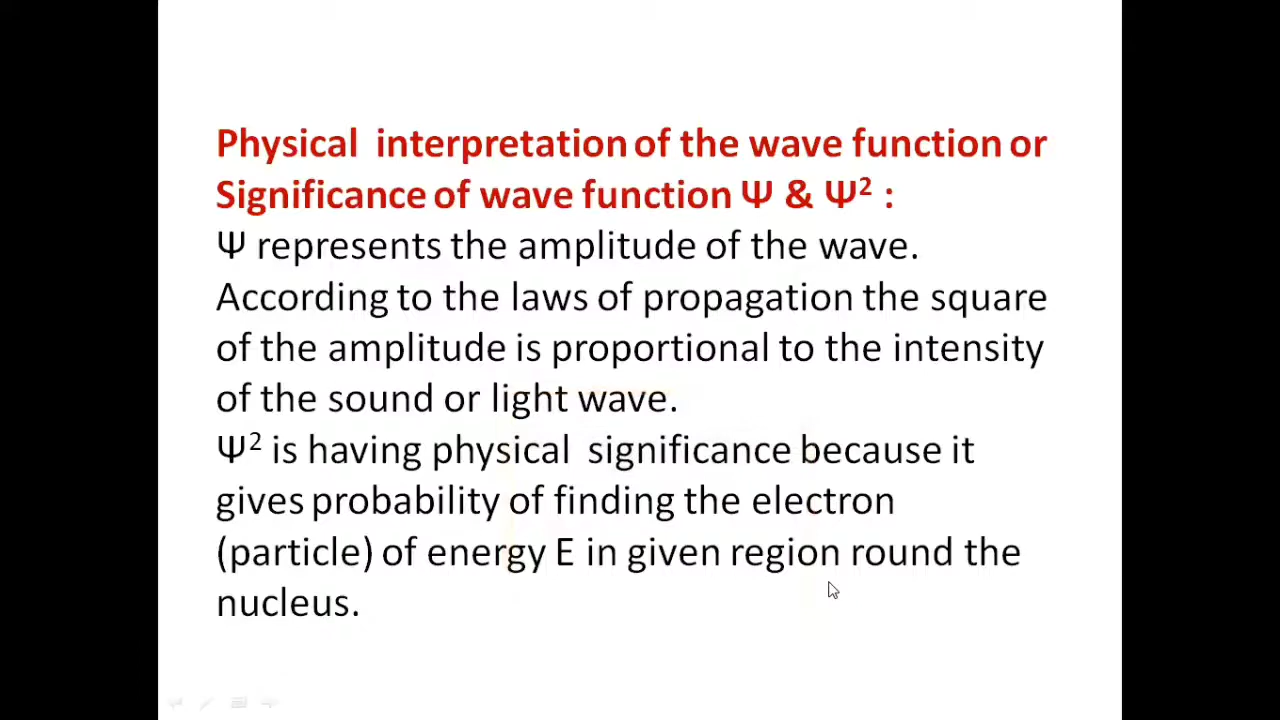 Physical interpretation of the wave function or
Significance of wave function Ψ & Ψ² :
Ψ represents the amplitude of the wave.
According to the laws of propagation the square
of the amplitude is proportional to the intensity
of the sound or light wave.
Ψ² is having physical significance because it
gives probability of finding the electron
(particle) of energy E in given region round the
nucleus.